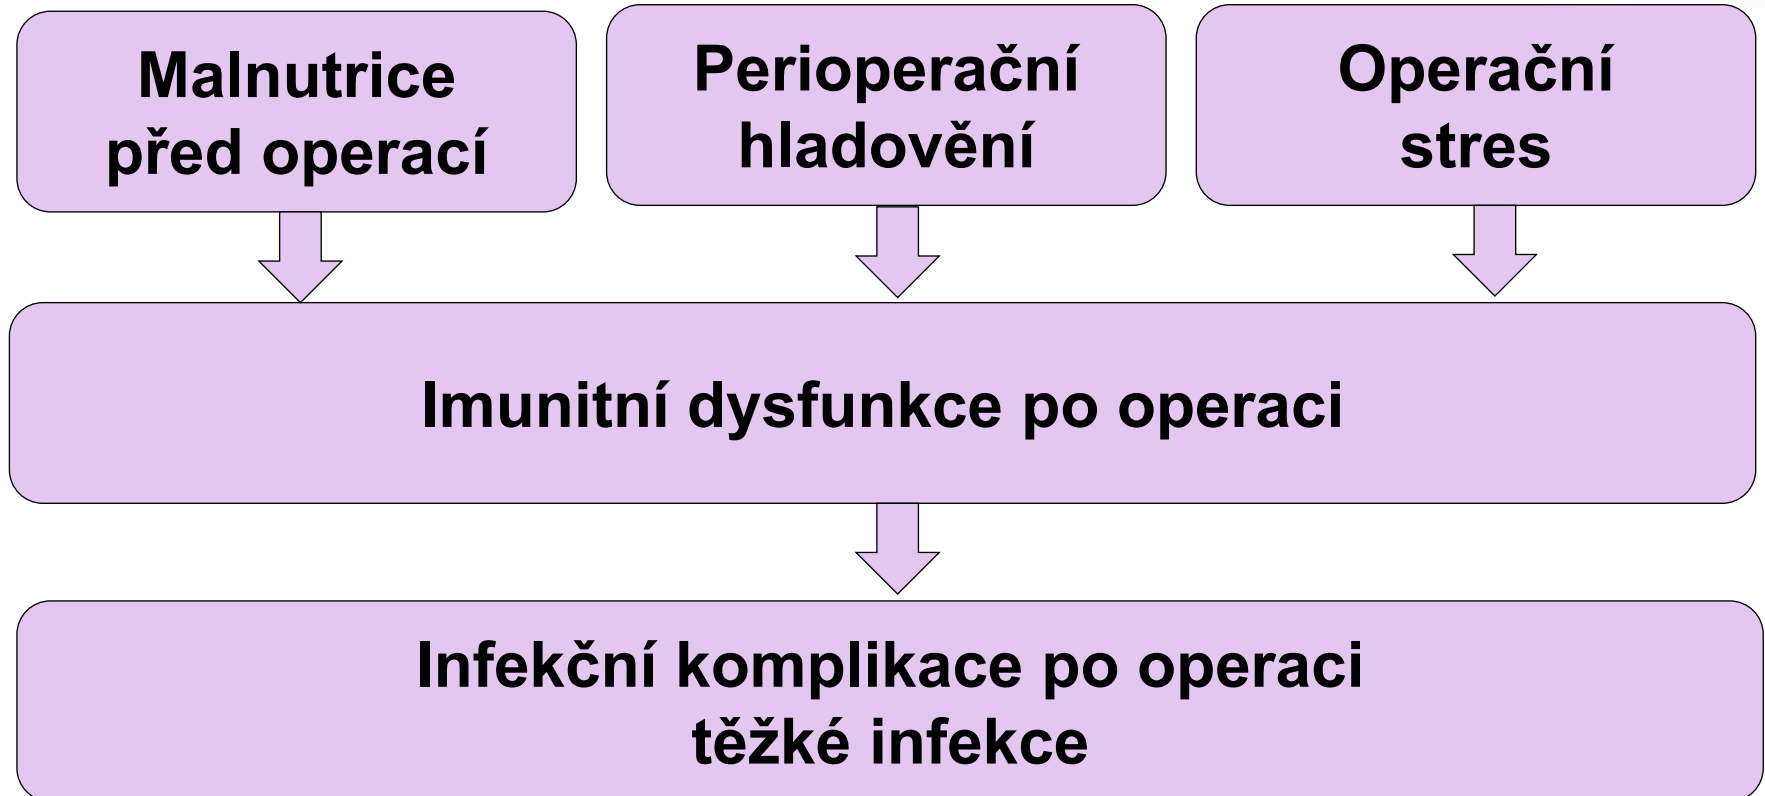 Malnutrice
před operací
Perioperační
hladovění
Operační
stres
Imunitní dysfunkce po operaci
Infekční komplikace po operaci
těžké infekce